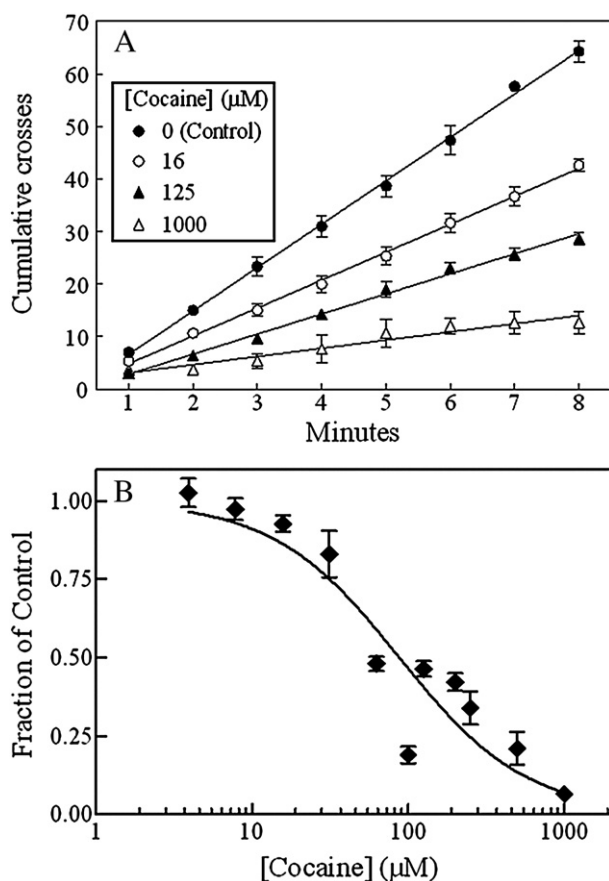 A
Cumulative crosses
70
60
50
40
30
20
10
0
[Cocaine] (µM)
0 (Control)
16
125
1000
1 2 3 4 5 6 7 8
Minutes
B
Fraction of Control
1.00
0.75
0.50
0.25
0.00
1 10 100 1000
[Cocaine] (µM)